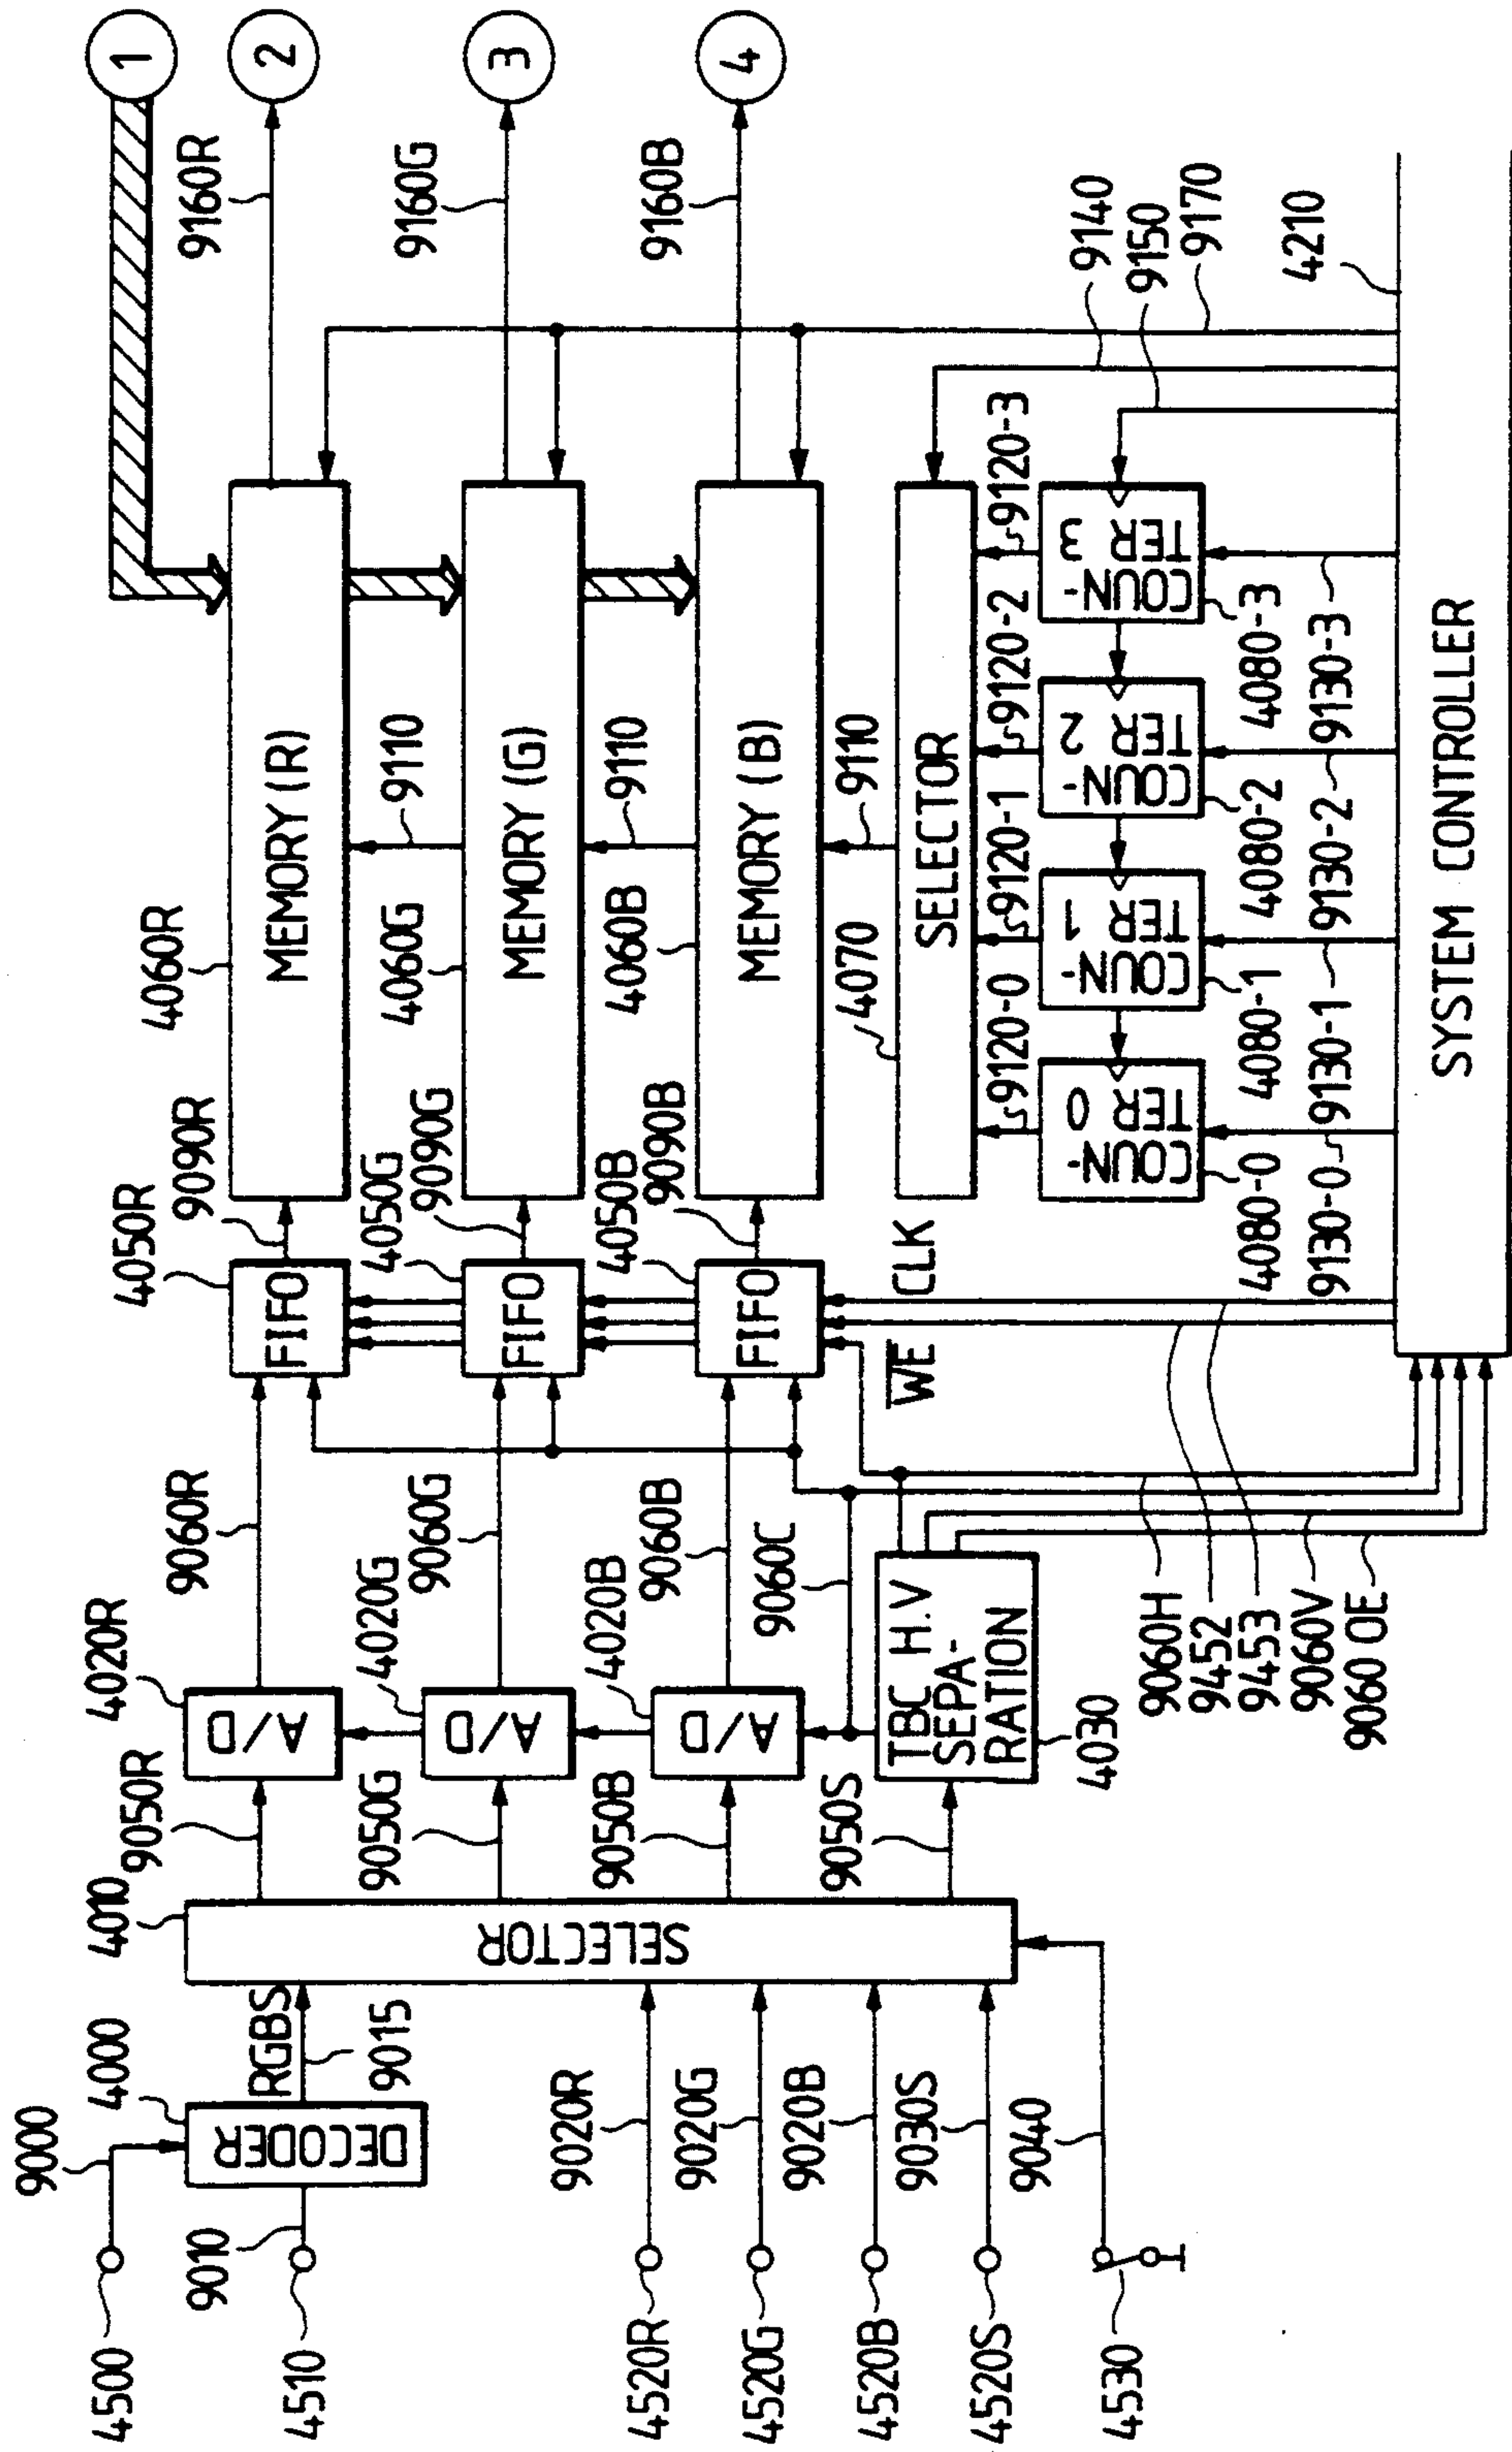 4500
9000
4510
9010
4000
DECODER
RGBS
9015
4520R
9020R
4520G
9020G
4520B
9020B
4520S
9030S
4530
9040
4010
SELECTOR
9050R
9050G
9050B
9050S
4020R
A/D
4020G
A/D
4020B
A/D
4030
TBC H.V
SEPA-
RATION
9060R
9060G
9060B
9060C
9060H
9452
9453
9060V
9060 OE
4050R
FIFO
9090R
4050G
FIFO
9090G
4050B
FIFO
9090B
WE
CLK
4060R
MEMORY (R)
9110
4060G
MEMORY (G)
9110
4060B
MEMORY (B)
9110
4070
SELECTOR
9120-0
9120-1
9120-2
9120-3
COUN-
TER 0
COUN-
TER 1
COUN-
TER 2
COUN-
TER 3
4080-0
4080-1
4080-2
4080-3
9130-0
9130-1
9130-2
9130-3
SYSTEM CONTROLLER
4210
9140
9150
9170
9160R
9160G
9160B
1
2
3
4